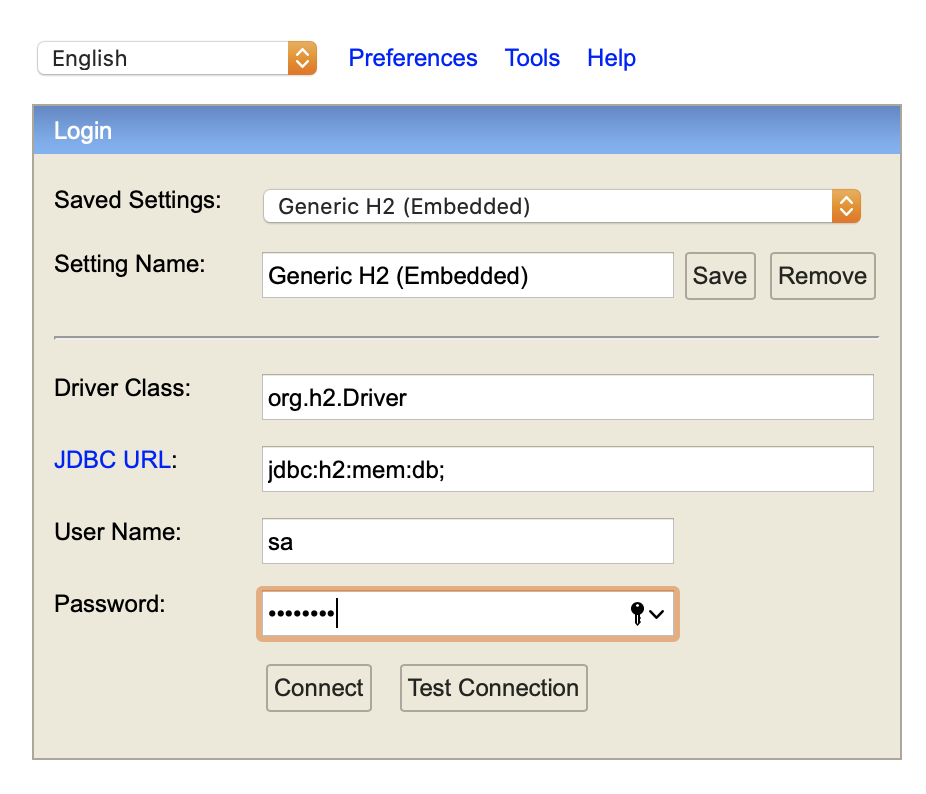 English Preferences Tools Help
Login
Saved Settings: Generic H2 (Embedded)
Setting Name: Generic H2 (Embedded) Save Remove
Driver Class: org.h2.Driver
JDBC URL: jdbc:h2:mem:db;
User Name: sa
Password: ••••••••
Connect Test Connection